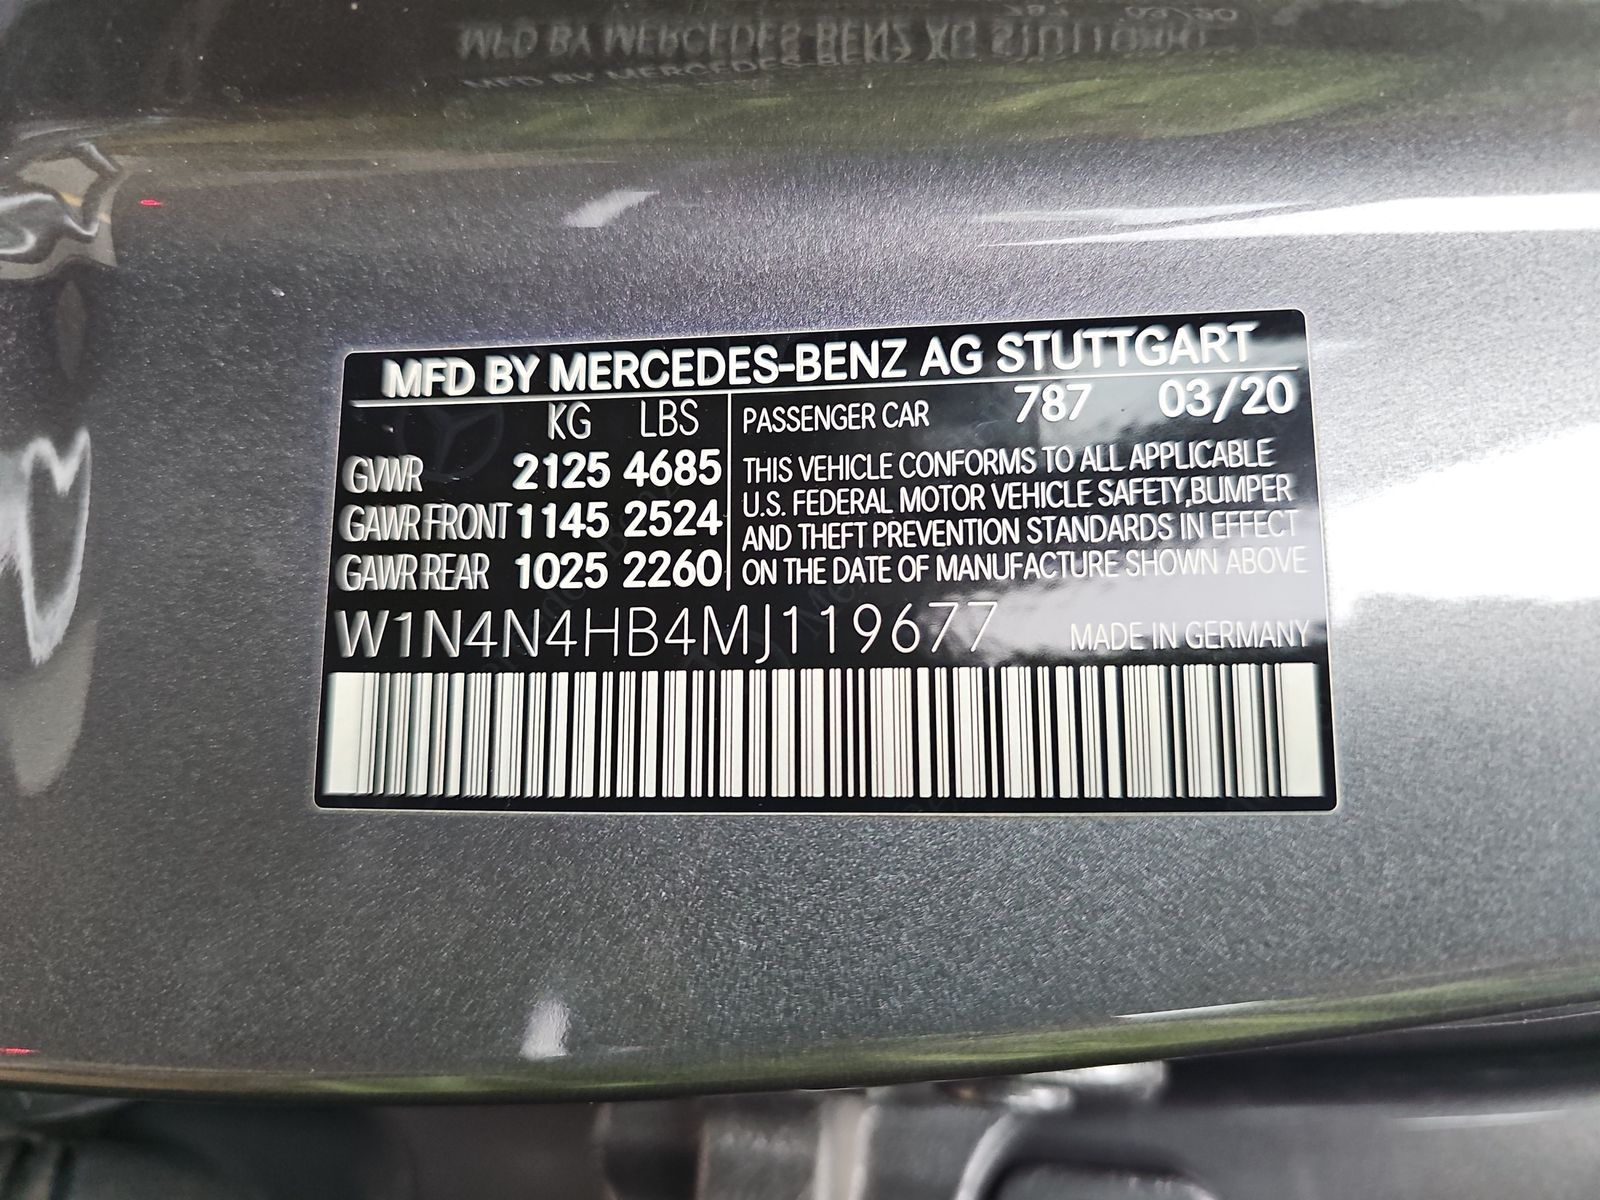 MFD BY MERCEDES-BENZ AG STUTTGART
KG LBS
GVWR 2125 4685
GAWR FRONT 1145 2524
GAWR REAR 1025 2260
PASSENGER CAR 787 03/20
THIS VEHICLE CONFORMS TO ALL APPLICABLE
U.S. FEDERAL MOTOR VEHICLE SAFETY,BUMPER
AND THEFT PREVENTION STANDARDS IN EFFECT
ON THE DATE OF MANUFACTURE SHOWN ABOVE
W1N4N4HB4MJ119677 MADE IN GERMANY